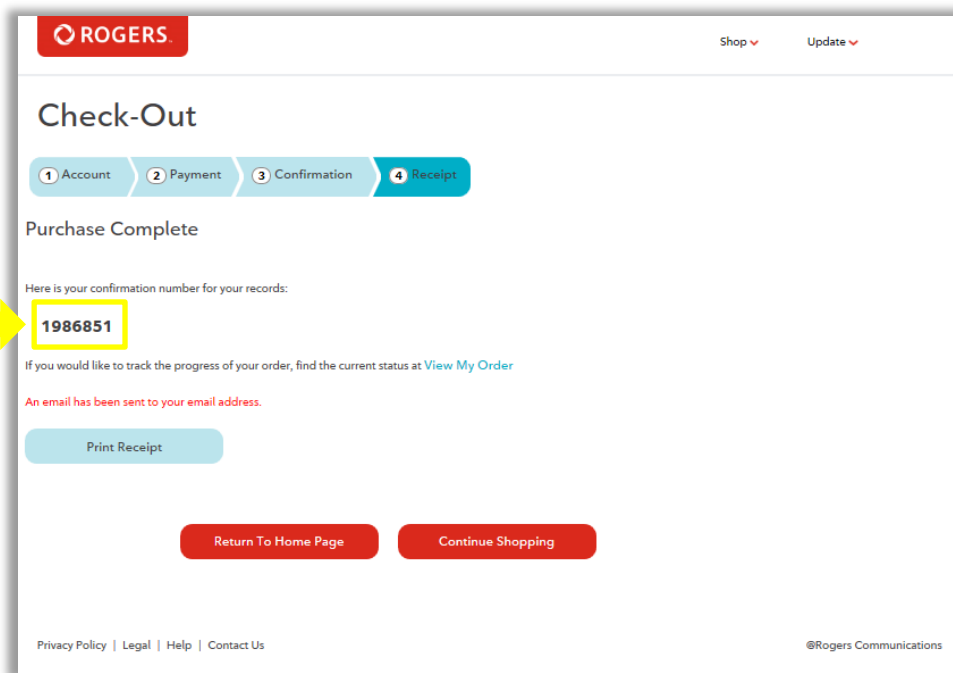 ROGERS™
Shop Update
Check-Out
1 Account 2 Payment 3 Confirmation 4 Receipt
Purchase Complete
Here is your confirmation number for your records:
1986851
If you would like to track the progress of your order, find the current status at View My Order
An email has been sent to your email address.
Print Receipt
Return To Home Page Continue Shopping
Privacy Policy | Legal | Help | Contact Us @Rogers Communications